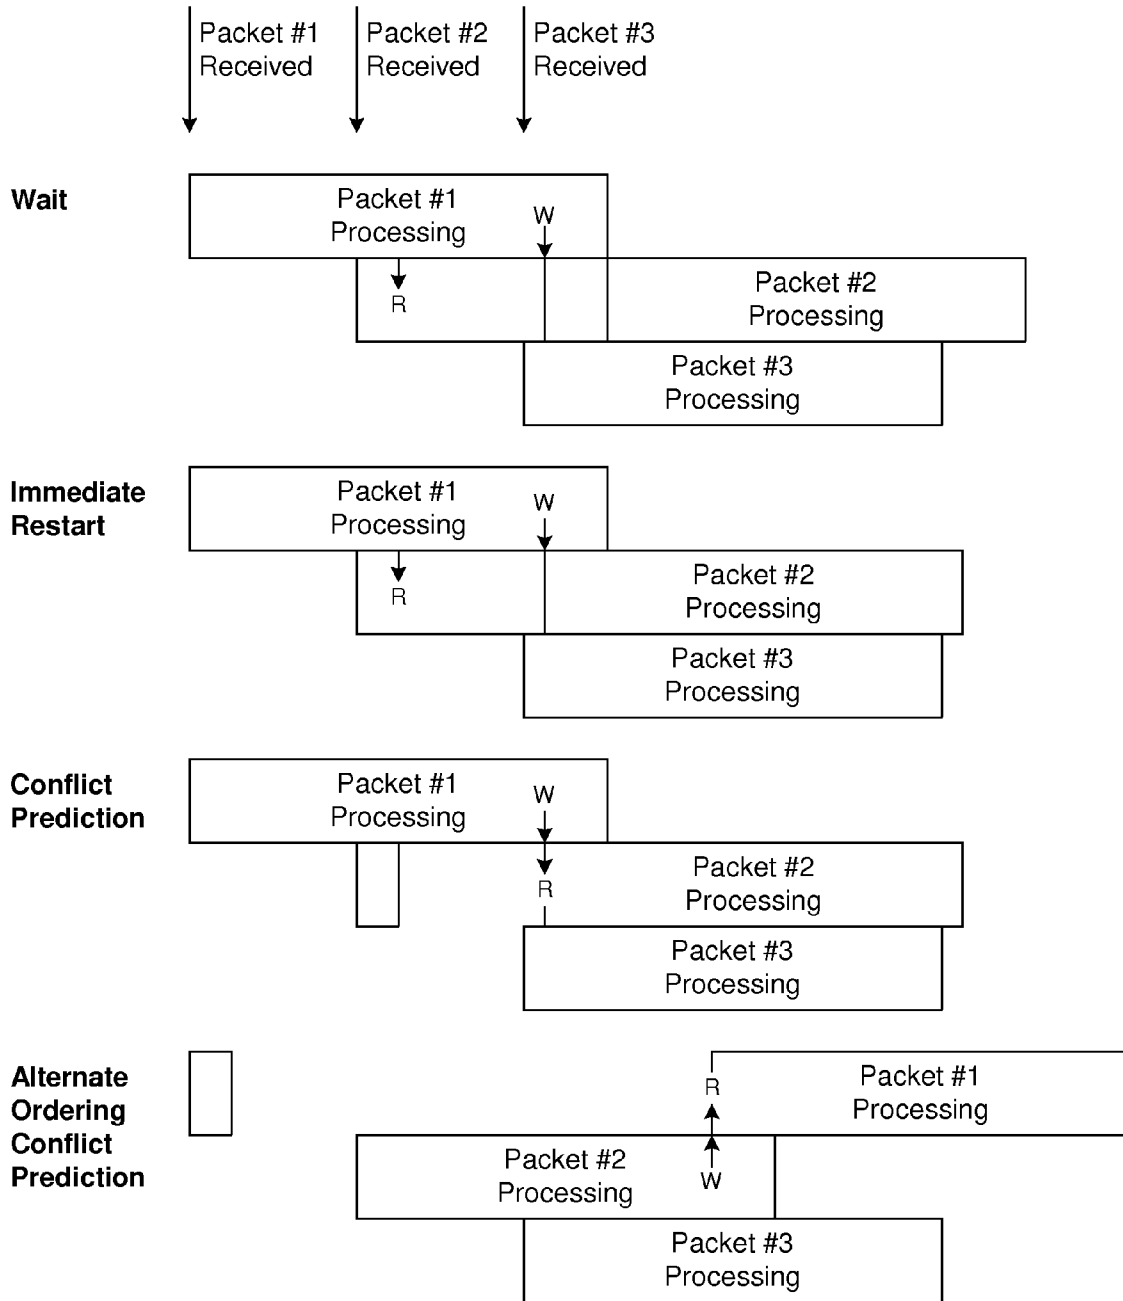 Packet #1
Received
Packet #2
Received
Packet #3
Received
Wait
Packet #1
Processing
W
R
Packet #2
Processing
Packet #3
Processing
Immediate
Restart
Packet #1
Processing
W
R
Packet #2
Processing
Packet #3
Processing
Conflict
Prediction
Packet #1
Processing
W
R
Packet #2
Processing
Packet #3
Processing
Alternate
Ordering
Conflict
Prediction
R
Packet #1
Processing
Packet #2
Processing
W
Packet #3
Processing